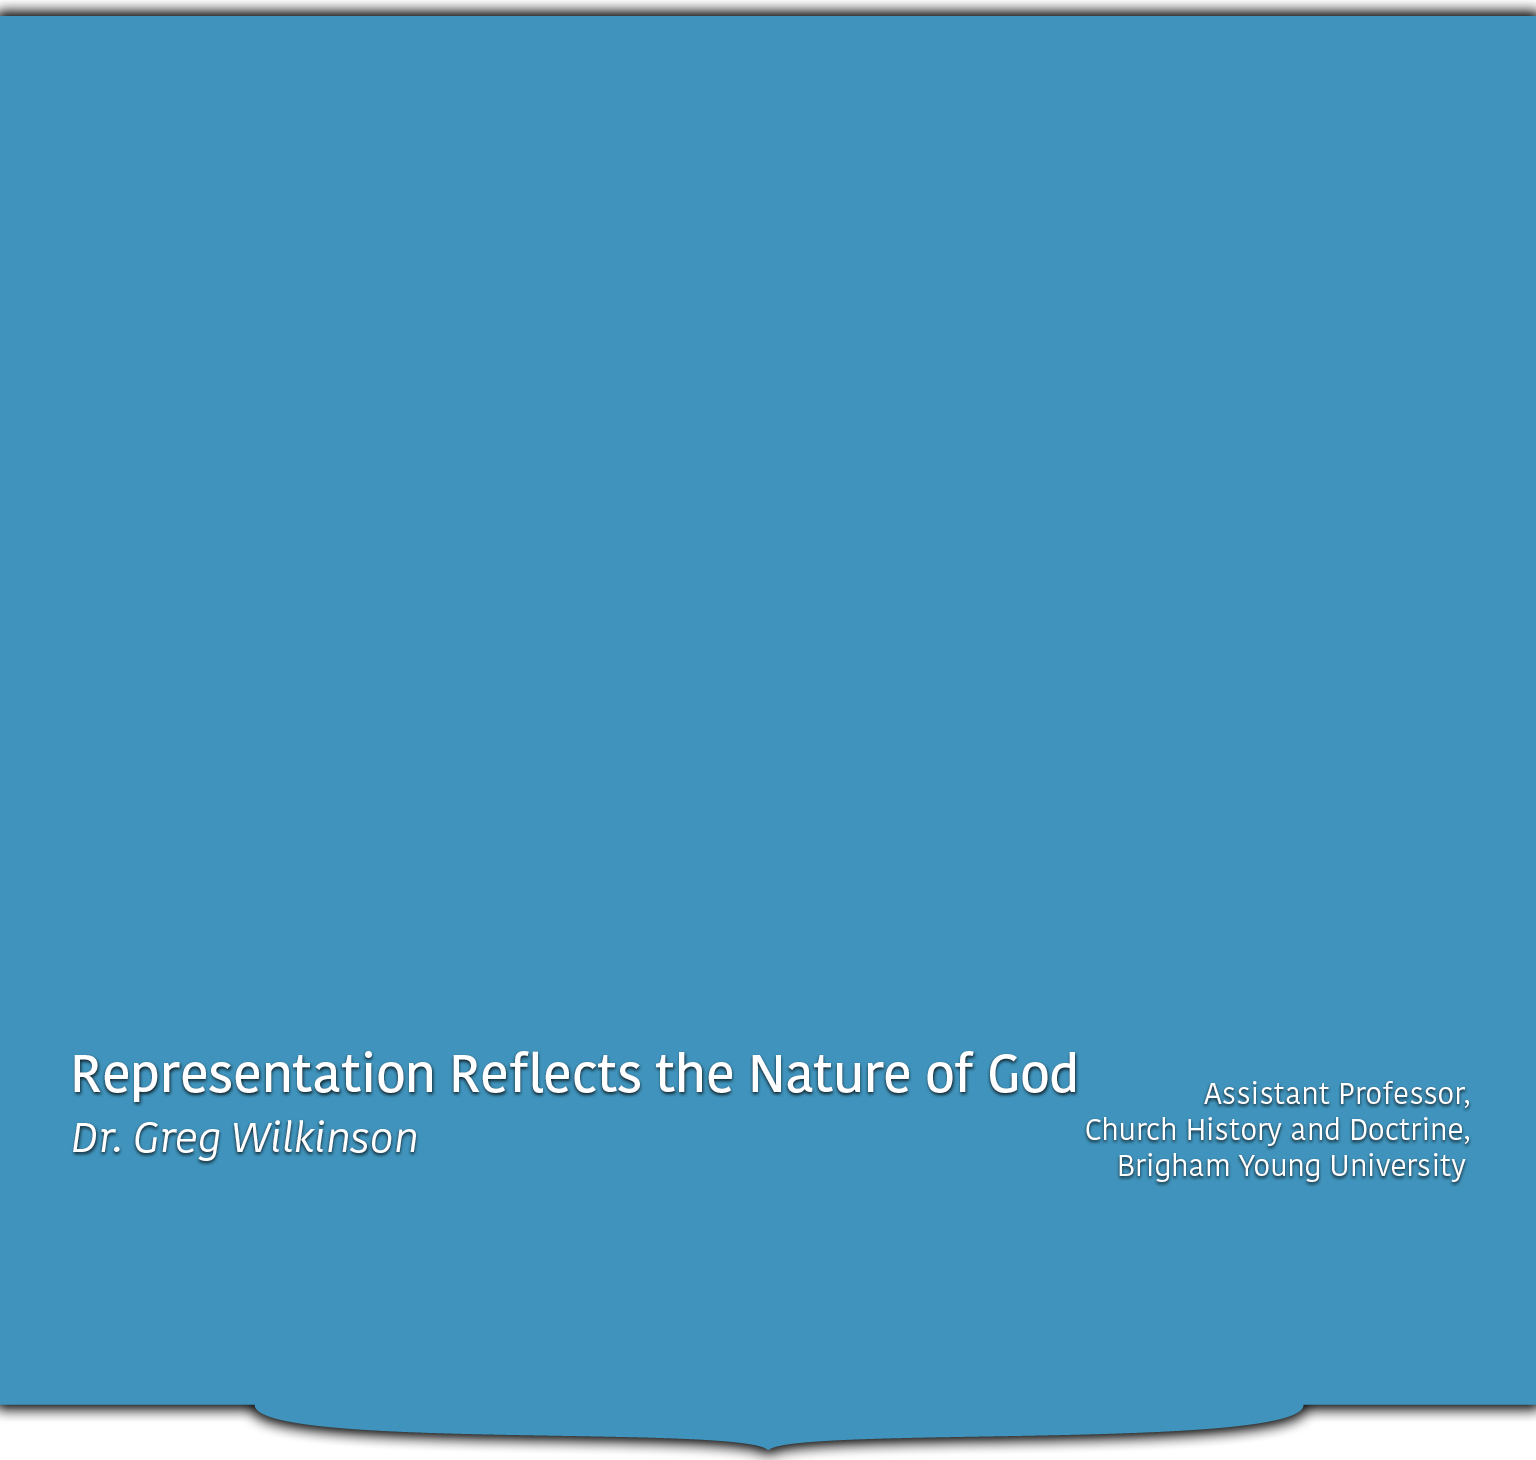 Representation Reflects the Nature of God
Dr. Greg Wilkinson
Assistant Professor,
Church History and Doctrine,
Brigham Young University